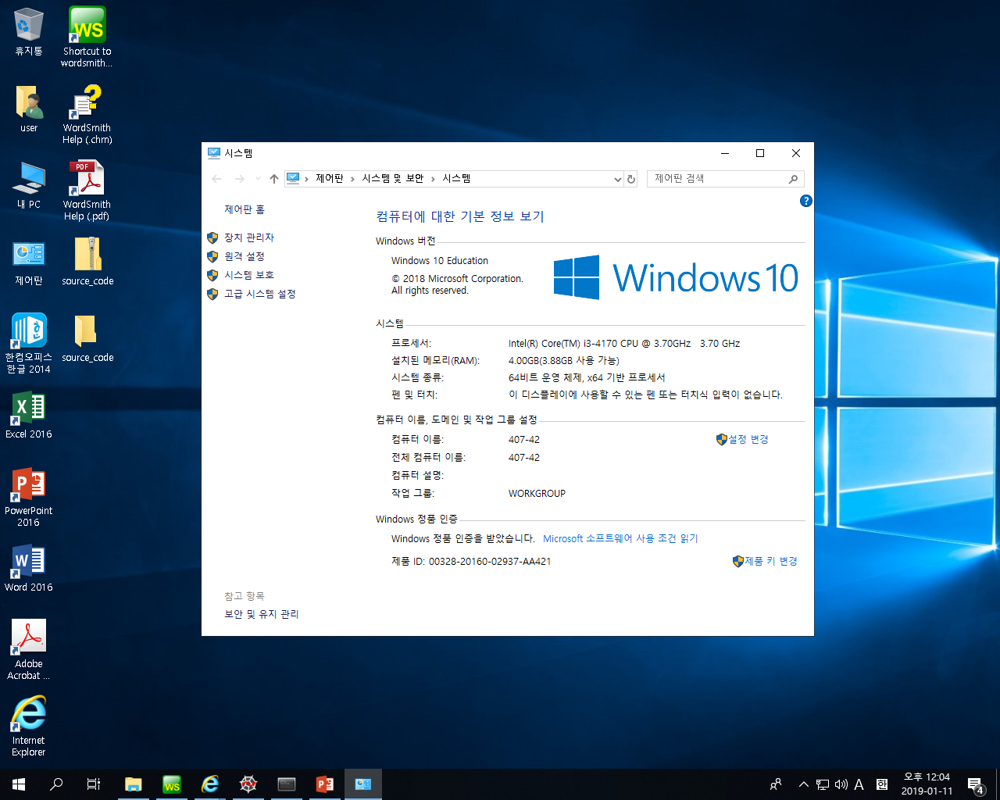 휴지통
Shortcut to
wordsmith...
user
WordSmith
Help (.chm)
내 PC
PDF
WordSmith
Help (.pdf)
제어판
source_code
한컴오피스
한글 2014
source_code
Excel 2016
PowerPoint
2016
Word 2016
Adobe
Acrobat ...
Internet
Explorer
시스템
제어판 > 시스템 및 보안 > 시스템
제어판 검색
제어판 홈
장치 관리자
원격 설정
시스템 보호
고급 시스템 설정
컴퓨터에 대한 기본 정보 보기
Windows 버전
Windows 10 Education
© 2018 Microsoft Corporation.
All rights reserved.
Windows 10
시스템
프로세서: Intel(R) Core(TM) i3-4170 CPU @ 3.70GHz 3.70 GHz
설치된 메모리(RAM): 4.00GB(3.88GB 사용 가능)
시스템 종류: 64비트 운영 체제, x64 기반 프로세서
펜 및 터치: 이 디스플레이에 사용할 수 있는 펜 또는 터치식 입력이 없습니다.
컴퓨터 이름, 도메인 및 작업 그룹 설정
컴퓨터 이름: 407-42 설정 변경
전체 컴퓨터 이름: 407-42
컴퓨터 설명:
작업 그룹: WORKGROUP
Windows 정품 인증
Windows 정품 인증을 받았습니다. Microsoft 소프트웨어 사용 조건 읽기
제품 ID: 00328-20160-02937-AA421 제품 키 변경
참고 항목
보안 및 유지 관리
WS
A 한 오후 12:04
2019-01-11
4